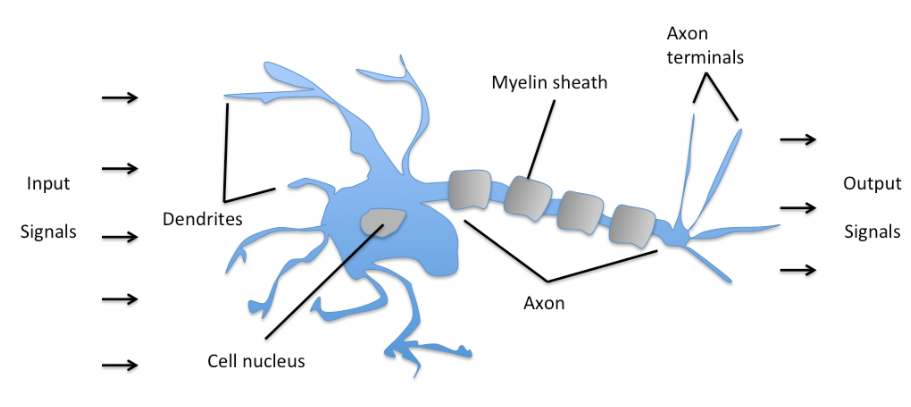 Axon
terminals
Myelin sheath
Input
Signals
Dendrites
Output
Signals
Axon
Cell nucleus